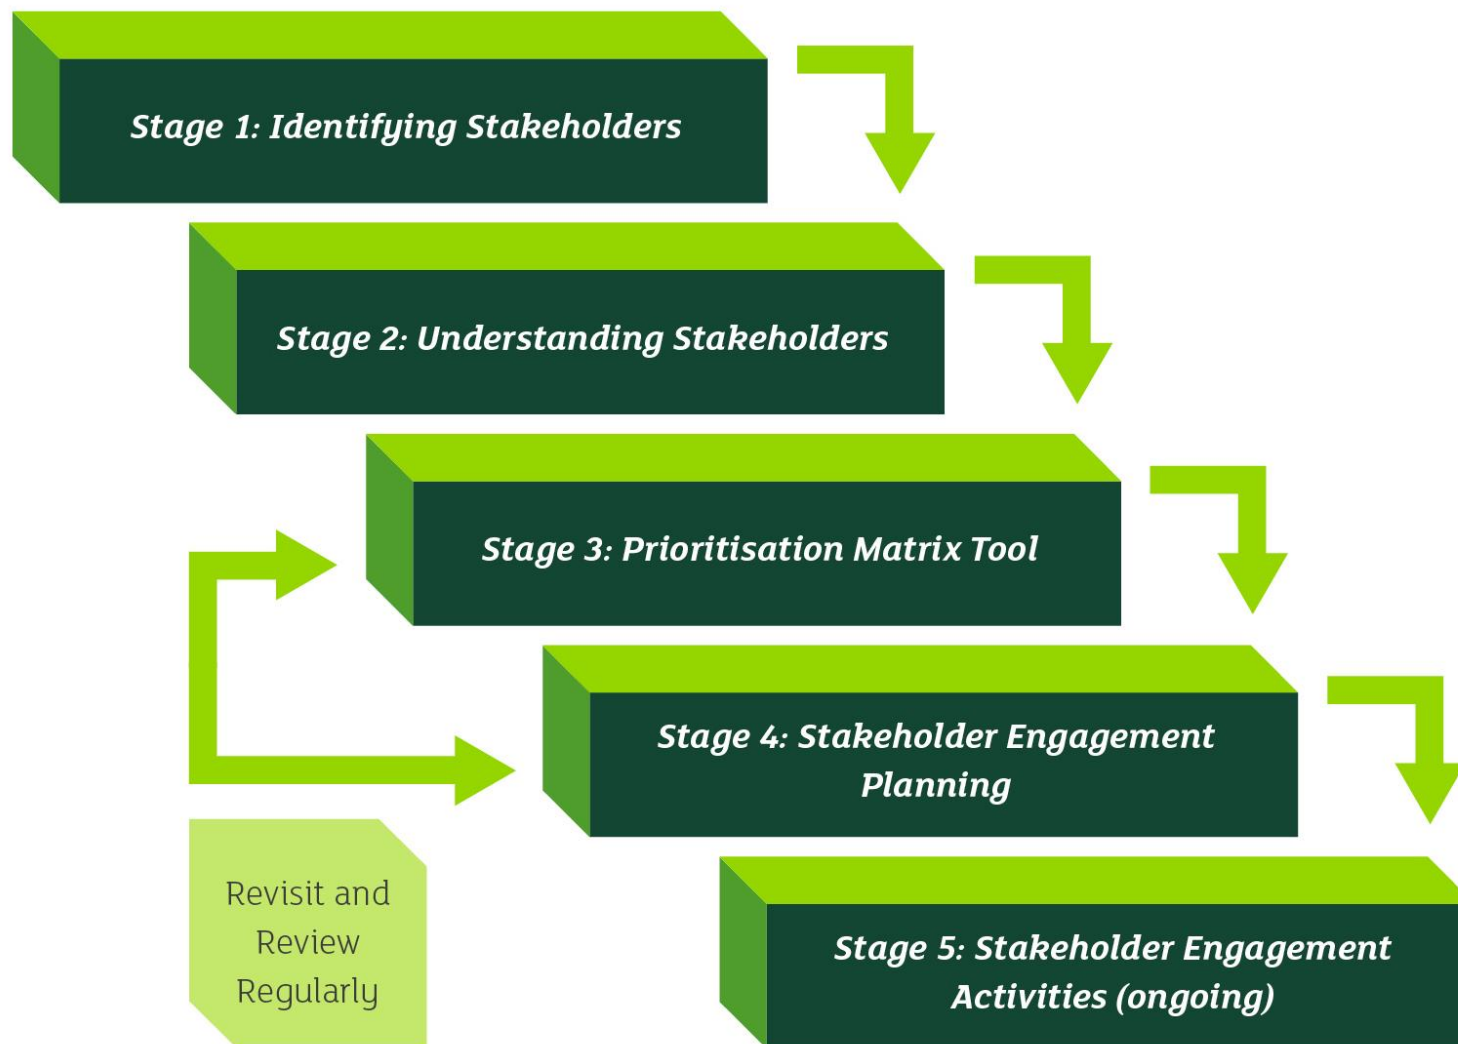 Stage 1: Identifying Stakeholders
Stage 2: Understanding Stakeholders
Stage 3: Prioritisation Matrix Tool
Stage 4: Stakeholder Engagement
Planning
Revisit and
Review
Regularly
Stage 5: Stakeholder Engagement
Activities (ongoing)